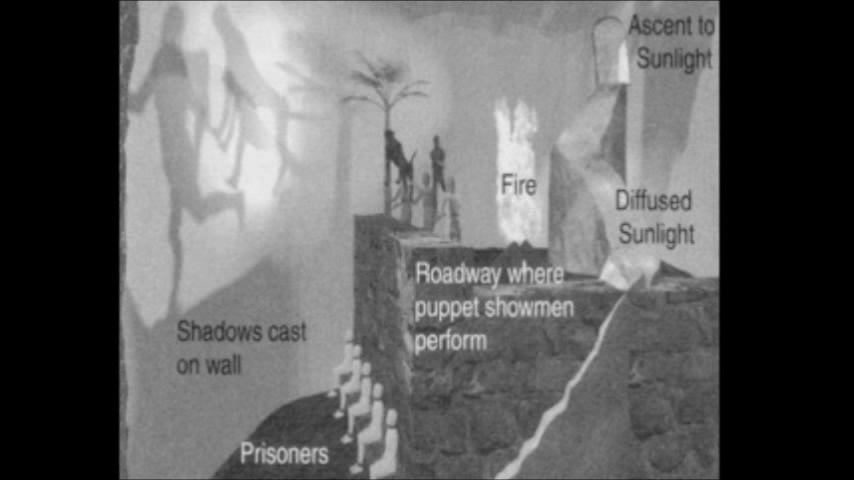 Ascent to
Sunlight
Fire
Diffused
Sunlight
Roadway where
puppet showmen
perform
Shadows cast
on wall
Prisoners